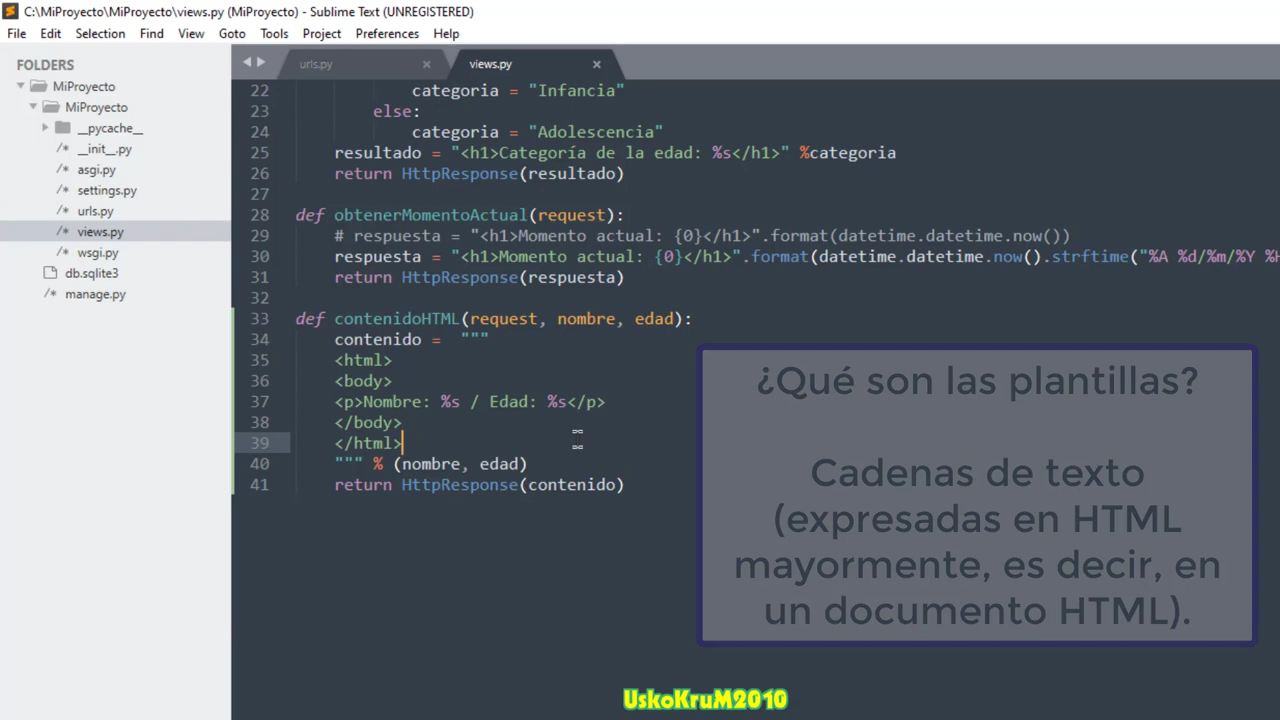 C:\MiProyecto\MiProyecto\views.py (MiProyecto) - Sublime Text (UNREGISTERED)
File Edit Selection Find View Goto Tools Project Preferences Help
FOLDERS
MiProyecto
MiProyecto
__pycache__
__init__.py
asgi.py
settings.py
urls.py
views.py
wsgi.py
db.sqlite3
manage.py
urls.py × views.py ×
22 categoria = "Infancia"
23 else:
24 categoria = "Adolescencia"
25 resultado = "<h1>Categoría de la edad: %s</h1>" %categoria
26 return HttpResponse(resultado)
27
28 def obtenerMomentoActual(request):
29 # respuesta = "<h1>Momento actual: {0}</h1>".format(datetime.datetime.now())
30 respuesta = "<h1>Momento actual: {0}</h1>".format(datetime.datetime.now().strftime("%A %d/%m/%Y %H
31 return HttpResponse(respuesta)
32
33 def contenidoHTML(request, nombre, edad):
34 contenido = """
35 <html>
36 <body>
37 <p>Nombre: %s / Edad: %s</p>
38 </body>
39 </html>
40 """ % (nombre, edad)
41 return HttpResponse(contenido)
¿Qué son las plantillas?
Cadenas de texto
(expresadas en HTML
mayormente, es decir, en
un documento HTML).
UskoKruM2010